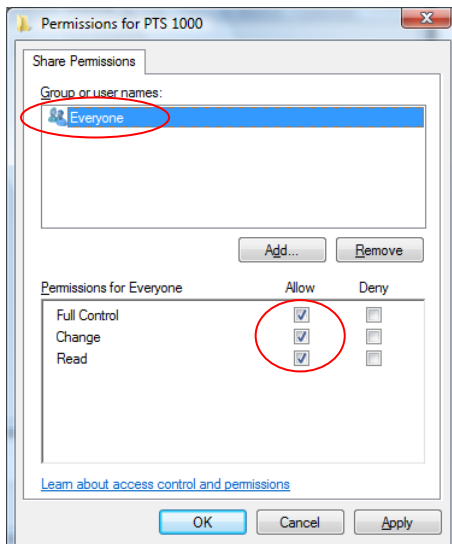 Permissions for PTS 1000
Share Permissions
Group or user names:
Everyone
Add... Remove
Permissions for Everyone Allow Deny
Full Control
Change
Read
Learn about access control and permissions
OK Cancel Apply